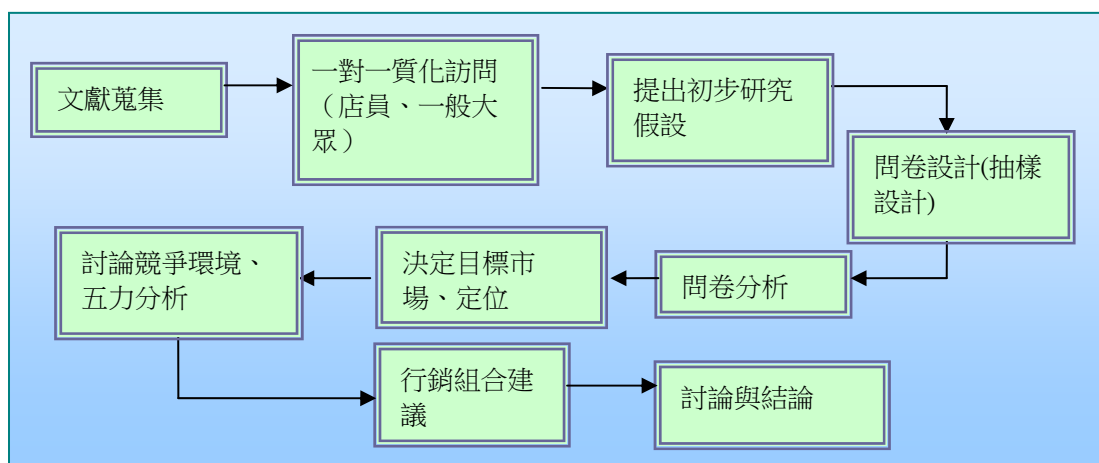 文獻蒐集
一對一質化訪問
（店員、一般大
眾）
提出初步研究
假設
問卷設計(抽樣
設計)
問卷分析
決定目標市
場、定位
討論競爭環境、
五力分析
行銷組合建
議
討論與結論